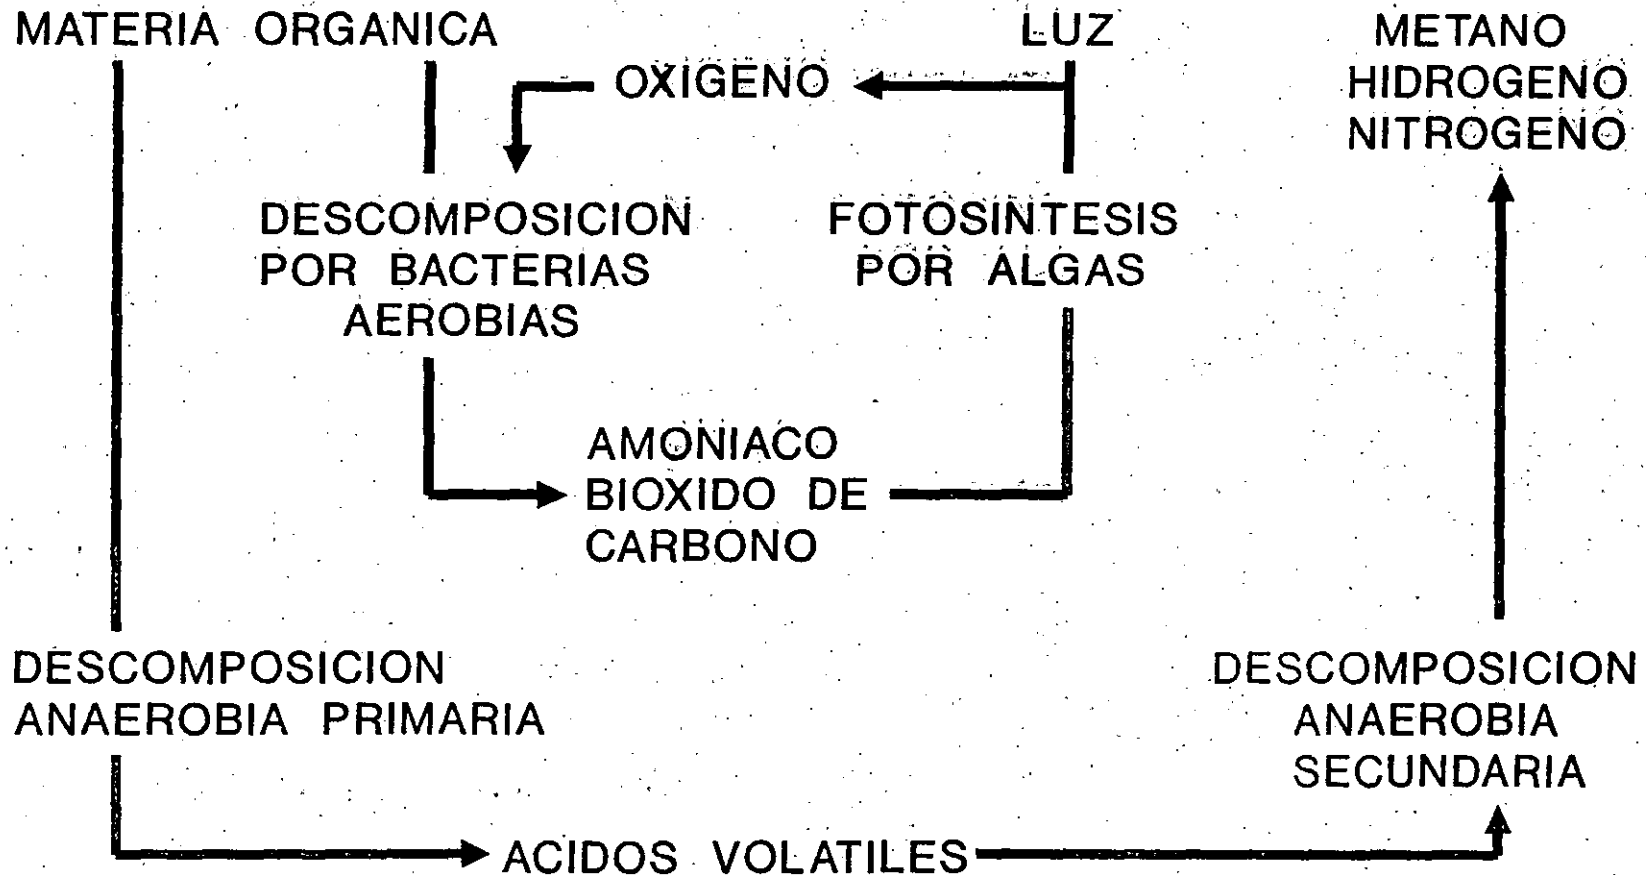 MATERIA ORGANICA
LUZ
METANO
HIDROGENO
NITROGENO
OXIGENO
DESCOMPOSICION
POR BACTERIAS
AEROBIAS
FOTOSINTESIS
POR ALGAS
AMONIACO
BIOXIDO DE
CARBONO
DESCOMPOSICION
ANAEROBIA PRIMARIA
DESCOMPOSICION
ANAEROBIA
SECUNDARIA
ACIDOS VOLATILES